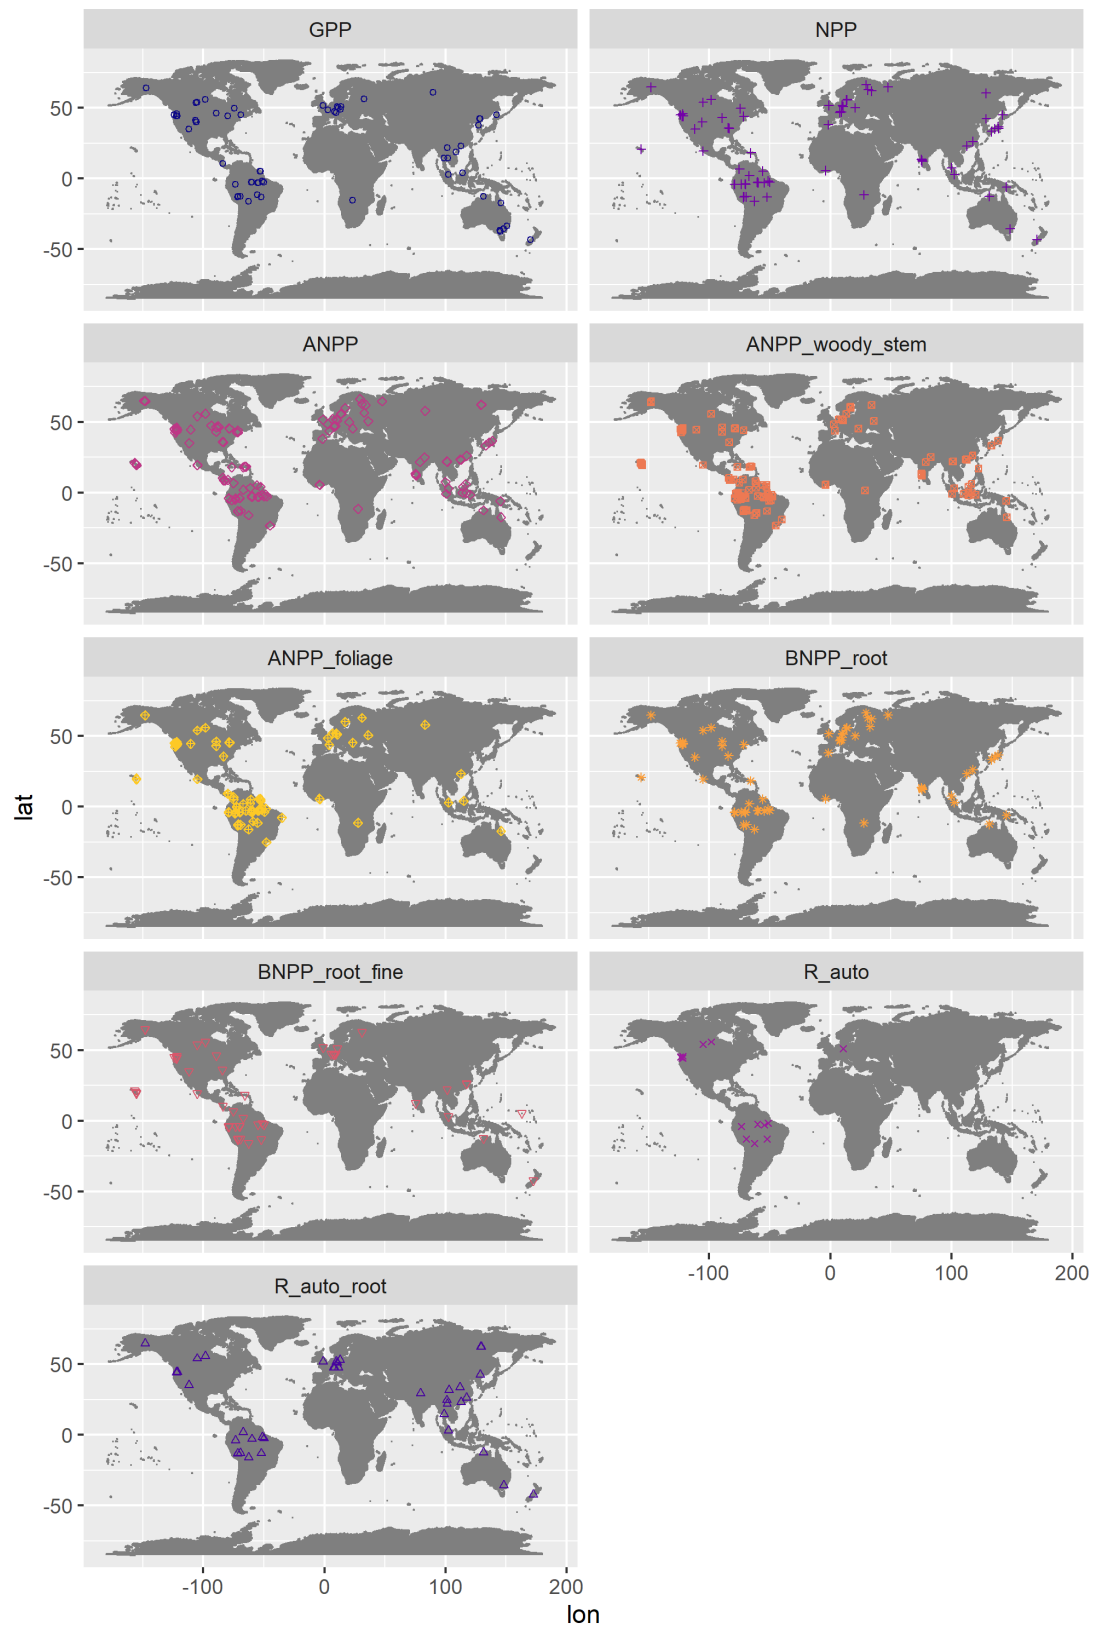 GPP
NPP
50
0
-50
ANPP
ANPP_woody_stem
50
0
-50
ANPP_foliage
BNPP_root
50
0
-50
lat
BNPP_root_fine
R_auto
50
0
-50
-100 0 100 200
R_auto_root
50
0
-50
-100 0 100 200
lon